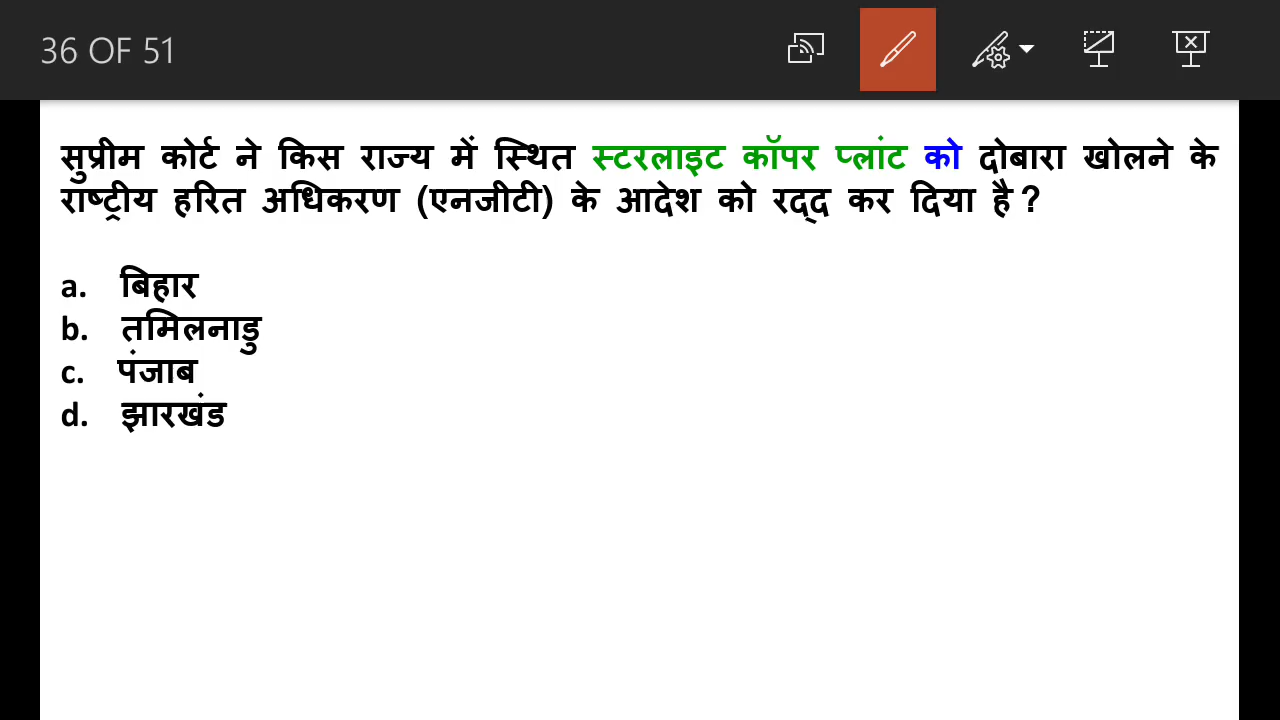 36 OF 51
सुप्रीम कोर्ट ने किस राज्य में स्थित स्टरलाइट कॉपर प्लांट को दोबारा खोलने के
राष्ट्रीय हरित अधिकरण (एनजीटी) के आदेश को रद्द कर दिया है ?
a. बिहार
b. तमिलनाडु
c. पंजाब
d. झारखंड